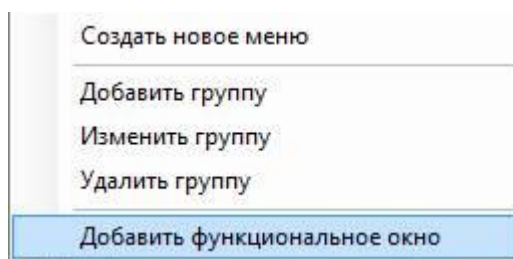 Создать новое меню
Добавить группу
Изменить группу
Удалить группу
Добавить функциональное окно